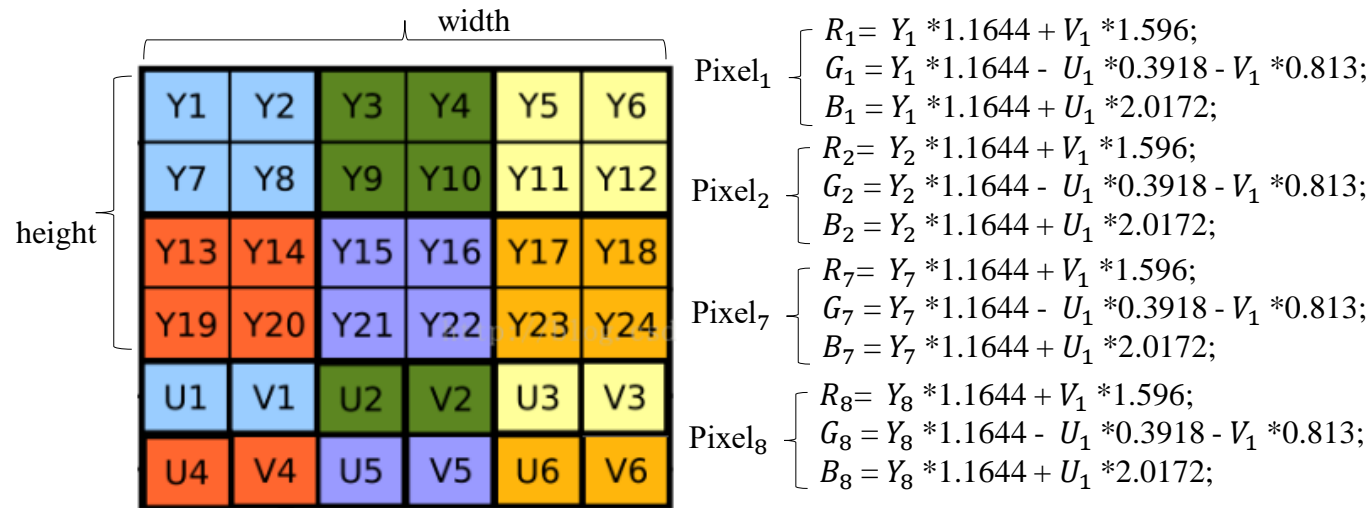 width
height
Y1 Y2 Y3 Y4 Y5 Y6
Y7 Y8 Y9 Y10 Y11 Y12
Y13 Y14 Y15 Y16 Y17 Y18
Y19 Y20 Y21 Y22 Y23 Y24
U1 V1 U2 V2 U3 V3
U4 V4 U5 V5 U6 V6
Pixel₁
R₁= Y₁ *1.1644 + V₁ *1.596;
G₁ = Y₁ *1.1644 - U₁ *0.3918 - V₁ *0.813;
B₁ = Y₁ *1.1644 + U₁ *2.0172;
Pixel₂
R₂= Y₂ *1.1644 + V₁ *1.596;
G₂ = Y₂ *1.1644 - U₁ *0.3918 - V₁ *0.813;
B₂ = Y₂ *1.1644 + U₁ *2.0172;
Pixel₇
R₇= Y₇ *1.1644 + V₁ *1.596;
G₇ = Y₇ *1.1644 - U₁ *0.3918 - V₁ *0.813;
B₇ = Y₇ *1.1644 + U₁ *2.0172;
Pixel₈
R₈= Y₈ *1.1644 + V₁ *1.596;
G₈ = Y₈ *1.1644 - U₁ *0.3918 - V₁ *0.813;
B₈ = Y₈ *1.1644 + U₁ *2.0172;